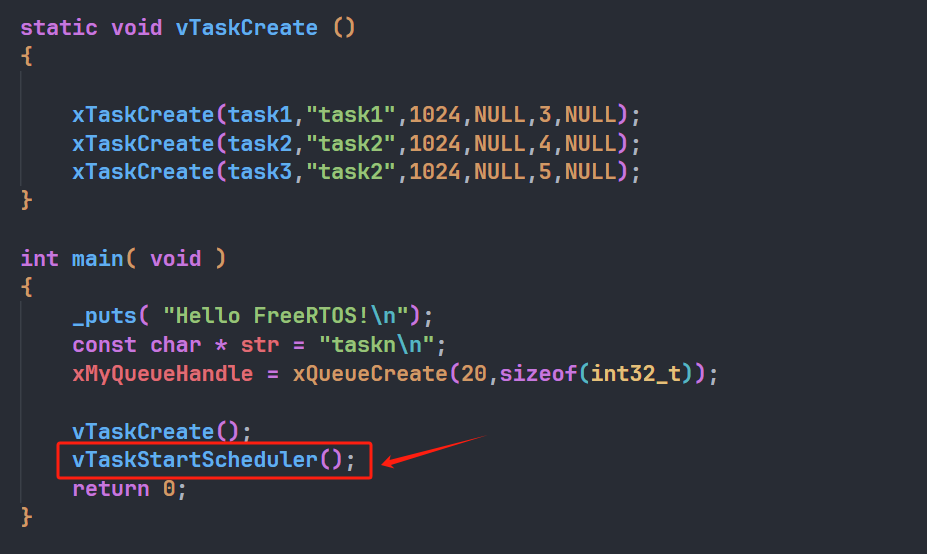 static void vTaskCreate ()
{
xTaskCreate(task1,"task1",1024,NULL,3,NULL);
xTaskCreate(task2,"task2",1024,NULL,4,NULL);
xTaskCreate(task3,"task2",1024,NULL,5,NULL);
}
int main( void )
{
_puts( "Hello FreeRTOS!\n");
const char * str = "taskn\n";
xMyQueueHandle = xQueueCreate(20,sizeof(int32_t));
vTaskCreate();
vTaskStartScheduler();
return 0;
}